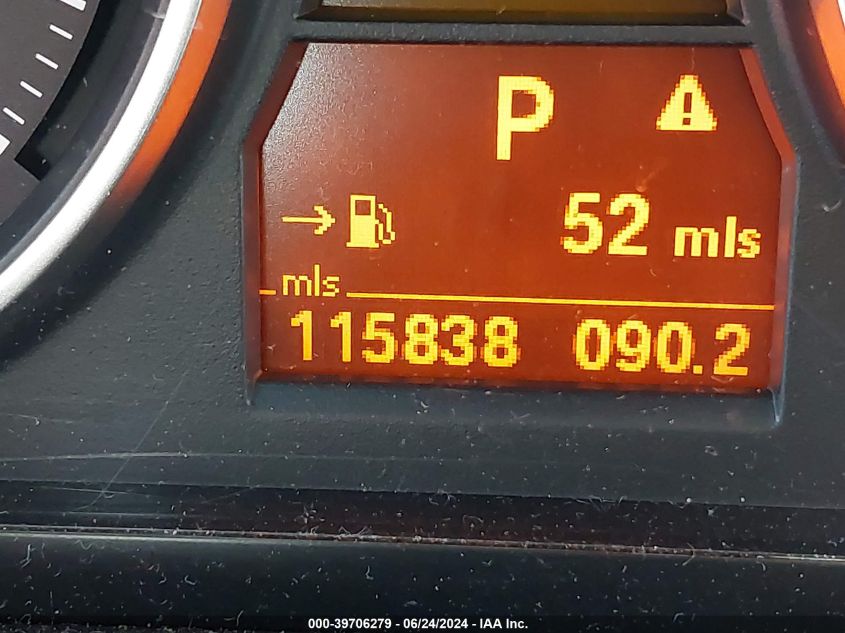 P
52 mls
mls
115838 090.2
000-39706279 - 06/24/2024 - IAA Inc.